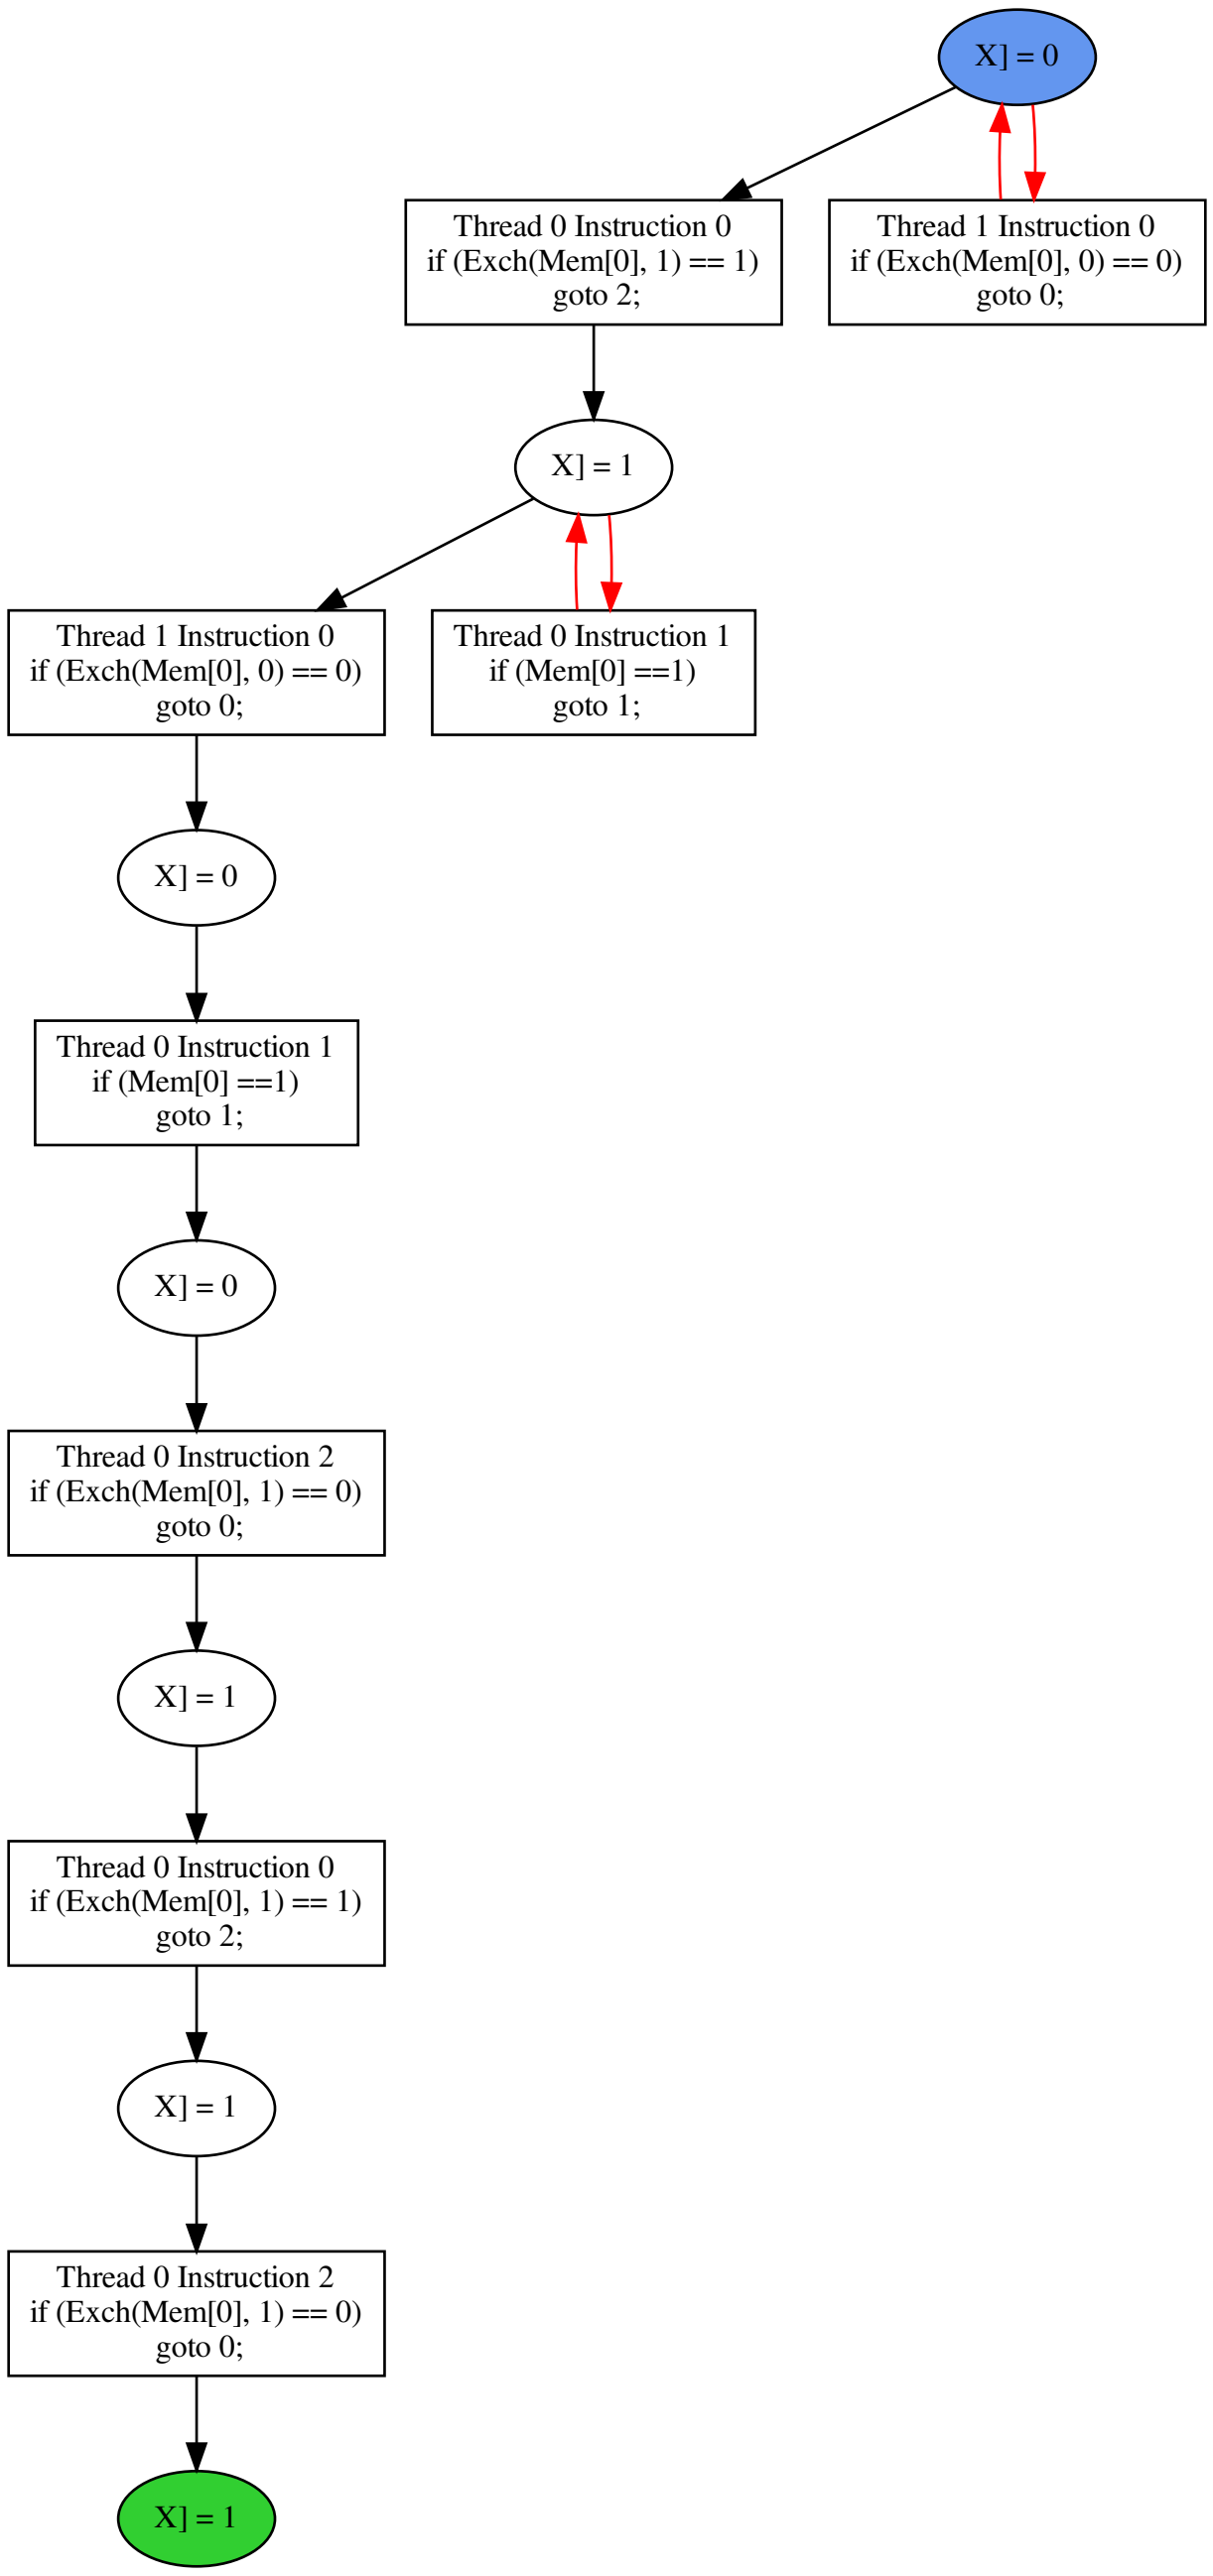 X] = 0
Thread 0 Instruction 0
if (Exch(Mem[0], 1) == 1)
goto 2;
Thread 1 Instruction 0
if (Exch(Mem[0], 0) == 0)
goto 0;
X] = 1
Thread 1 Instruction 0
if (Exch(Mem[0], 0) == 0)
goto 0;
Thread 0 Instruction 1
if (Mem[0] ==1)
goto 1;
X] = 0
Thread 0 Instruction 1
if (Mem[0] ==1)
goto 1;
X] = 0
Thread 0 Instruction 2
if (Exch(Mem[0], 1) == 0)
goto 0;
X] = 1
Thread 0 Instruction 0
if (Exch(Mem[0], 1) == 1)
goto 2;
X] = 1
Thread 0 Instruction 2
if (Exch(Mem[0], 1) == 0)
goto 0;
X] = 1